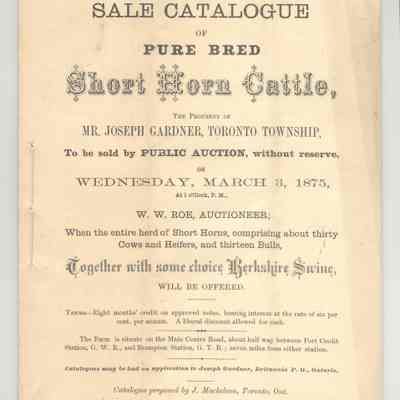 SALE CATALOGUE
OF
PURE BRED
Short Horn Cattle,
THE PROPERTY OF
MR. JOSEPH GARDNER, TORONTO TOWNSHIP,
To be sold by PUBLIC AUCTION, without reserve,
ON
WEDNESDAY, MARCH 3, 1875,
At 1 o'Clock, P. M.,
W. W. ROE, AUCTIONEER;
When the entire herd of Short Horns, comprising about thirty
Cows and Heifers, and thirteen Bulls,
Together with some choice Berkshire Swine,
WILL BE OFFERED.
TERMS—Eight months' credit on approved notes, bearing interest at the rate of six per
cent. per annum. A liberal discount allowed for cash.
The Farm is situate on the Main Centre Road, about half way between Port Credit
Station, G. W. R., and Brampton Station, G. T. R.; seven miles from either station.
Catalogues may be had on application to Joseph Gardner, Britannia P. O., Ontario.
Catalogue prepared by J. Mackelcan, Toronto, Ont.